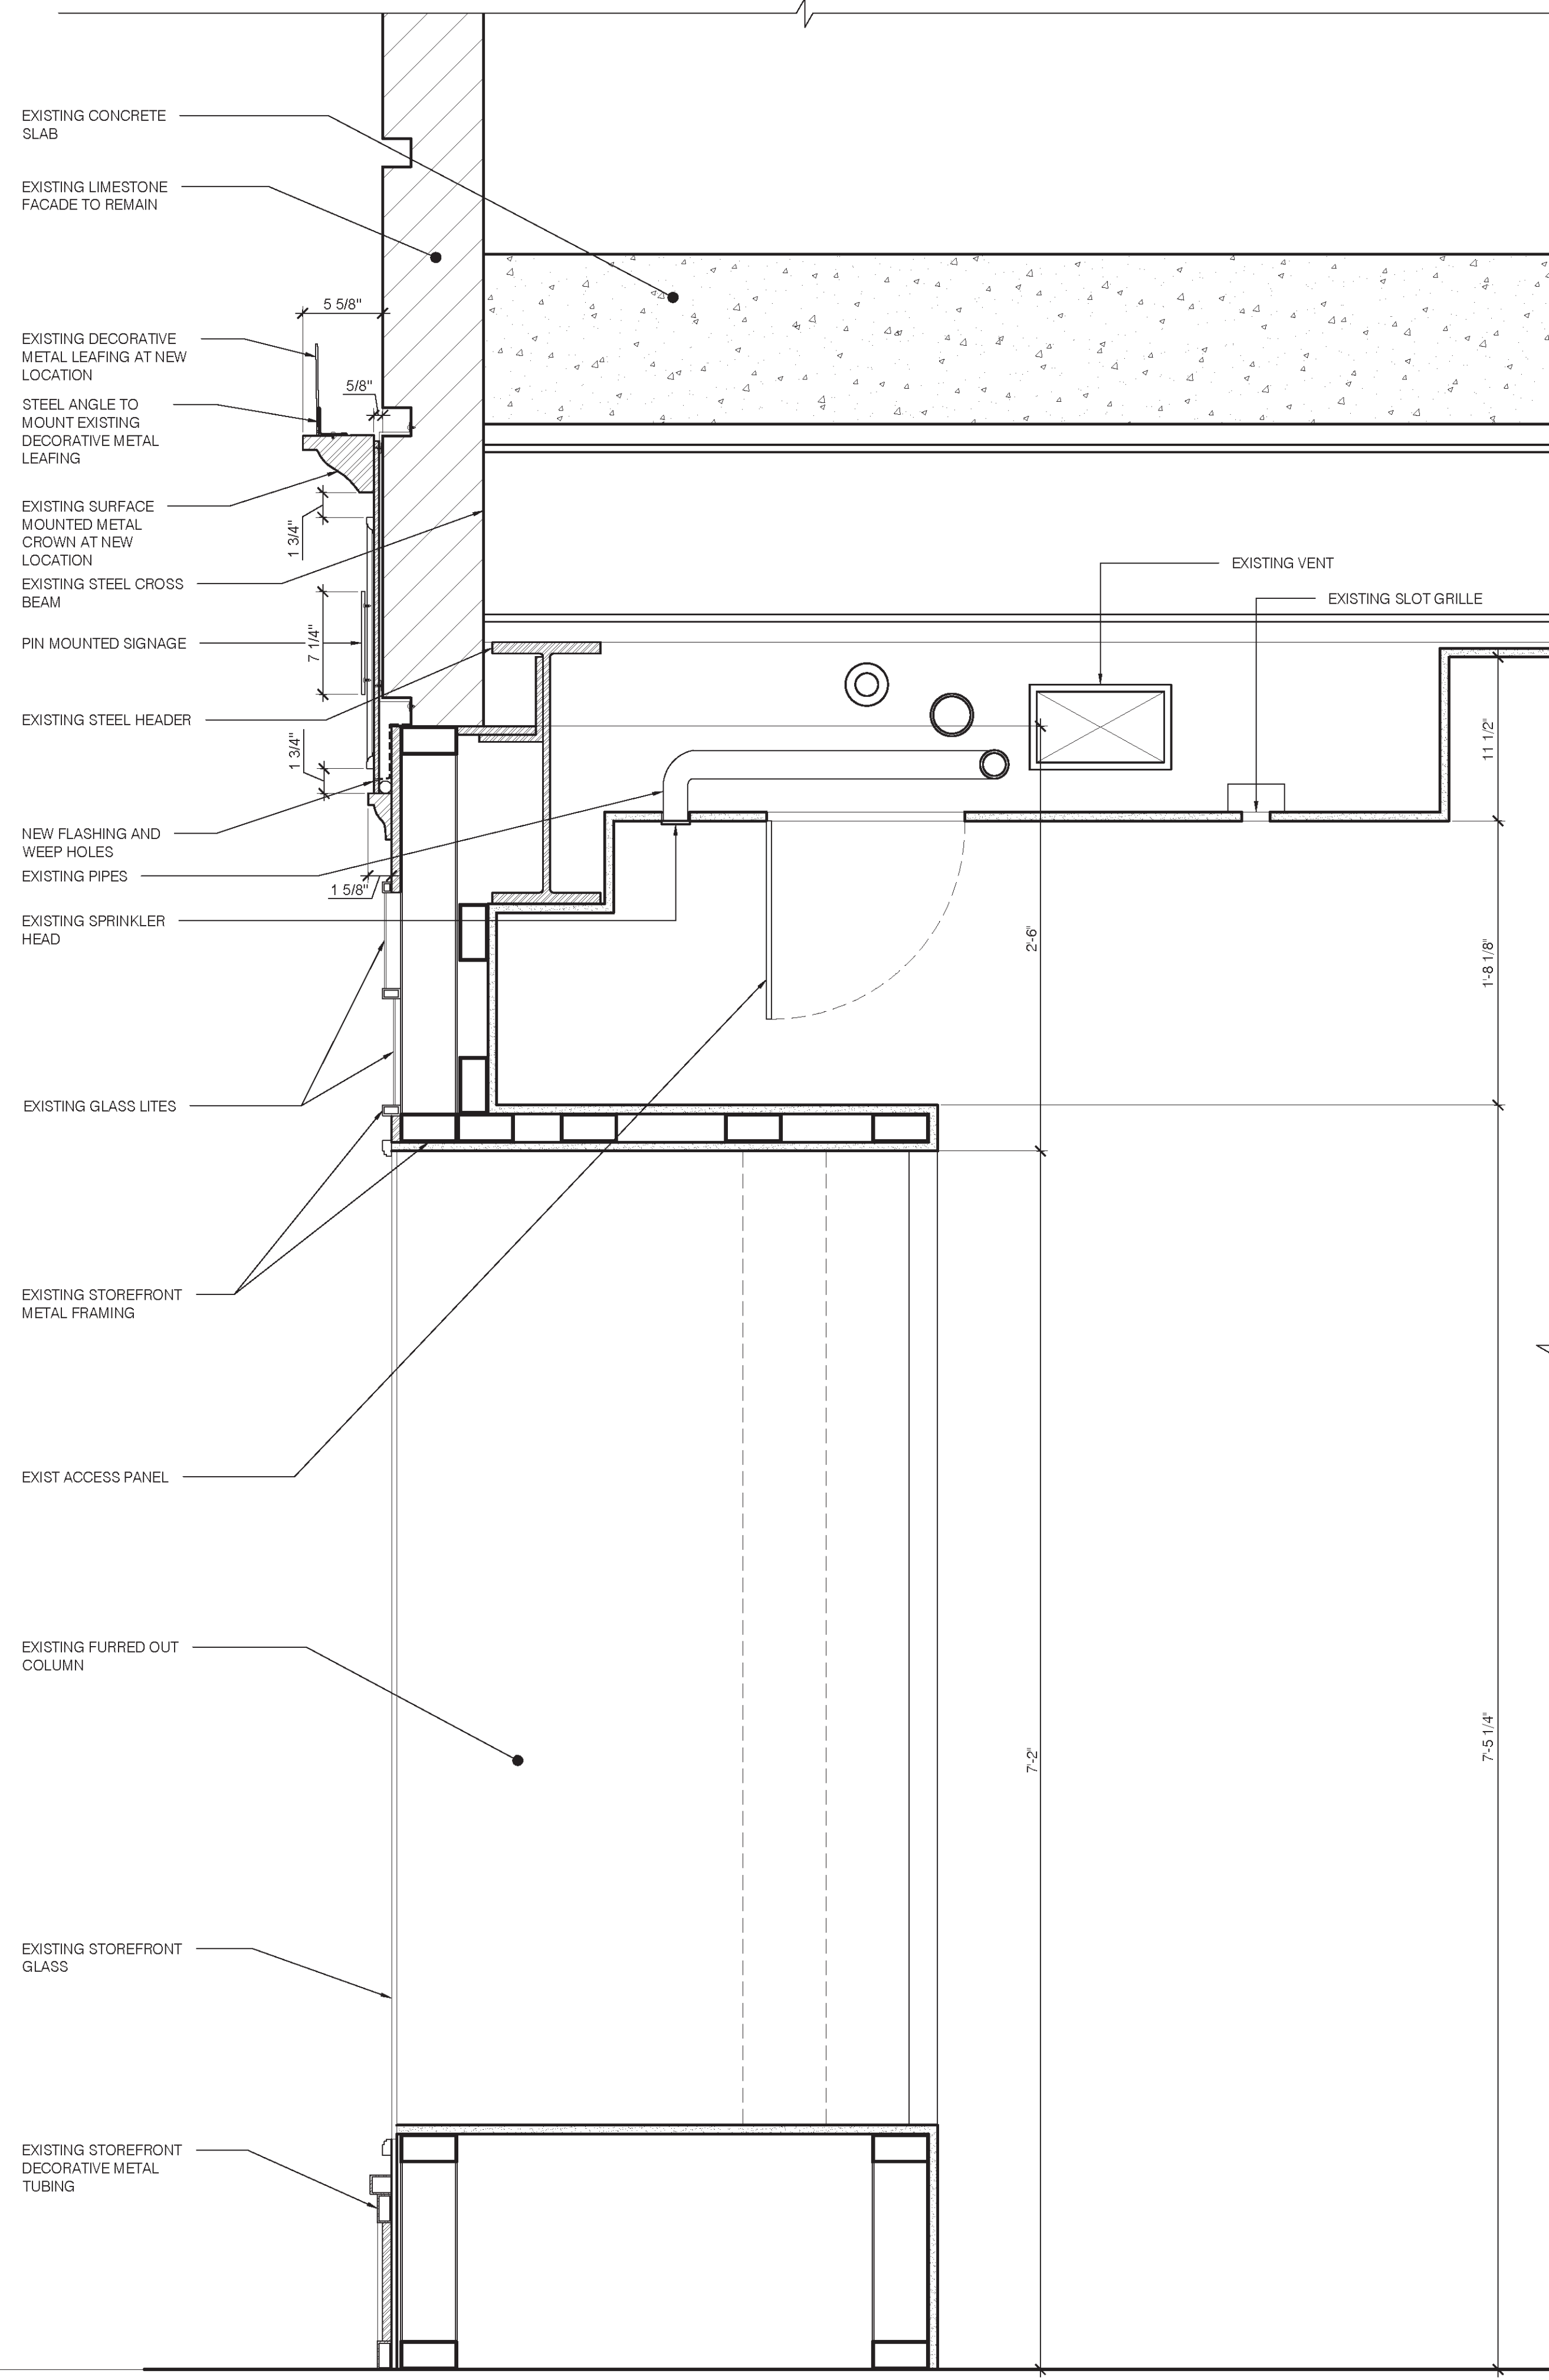 EXISTING CONCRETE
SLAB
EXISTING LIMESTONE
FACADE TO REMAIN
5 5/8"
EXISTING DECORATIVE
METAL LEAFING AT NEW
LOCATION
5/8"
STEEL ANGLE TO
MOUNT EXISTING
DECORATIVE METAL
LEAFING
EXISTING SURFACE
MOUNTED METAL
CROWN AT NEW
LOCATION
1 3/4"
EXISTING STEEL CROSS
BEAM
PIN MOUNTED SIGNAGE
7 1/4"
EXISTING STEEL HEADER
1 3/4"
NEW FLASHING AND
WEEP HOLES
EXISTING PIPES
1 5/8"
EXISTING SPRINKLER
HEAD
EXISTING GLASS LITES
EXISTING STOREFRONT
METAL FRAMING
EXIST ACCESS PANEL
EXISTING FURRED OUT
COLUMN
EXISTING STOREFRONT
GLASS
EXISTING STOREFRONT
DECORATIVE METAL
TUBING
EXISTING VENT
EXISTING SLOT GRILLE
11 1/2"
2'-6"
1'-8 1/8"
7'-2"
7'-5 1/4"